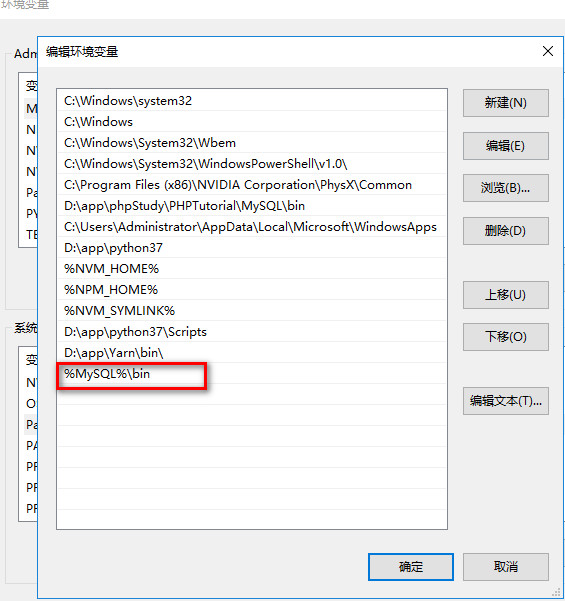 环境变量
编辑环境变量
Adm
变
M
N
NV
NV
Pa
PY
TE
C:\Windows\system32
C:\Windows
C:\Windows\System32\Wbem
C:\Windows\System32\WindowsPowerShell\v1.0\
C:\Program Files (x86)\NVIDIA Corporation\PhysX\Common
D:\app\phpStudy\PHPTutorial\MySQL\bin
C:\Users\Administrator\AppData\Local\Microsoft\WindowsApps
D:\app\python37
%NVM_HOME%
%NPM_HOME%
%NVM_SYMLINK%
D:\app\python37\Scripts
D:\app\Yarn\bin\
%MySQL%\bin
新建(N)
编辑(E)
浏览(B)...
删除(D)
上移(U)
下移(O)
编辑文本(T)...
系统
变
NV
O
Pa
PA
PF
PF
PF
确定
取消